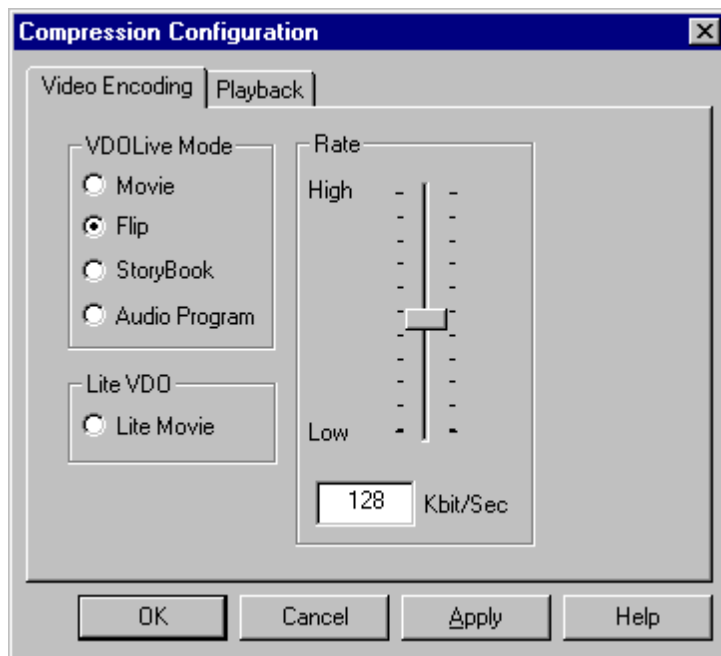 Compression Configuration
Video Encoding
Playback
VDOLive Mode
Movie
Flip
StoryBook
Audio Program
Lite VDO
Lite Movie
Rate
High
Low
128 Kbit/Sec
OK
Cancel
Apply
Help